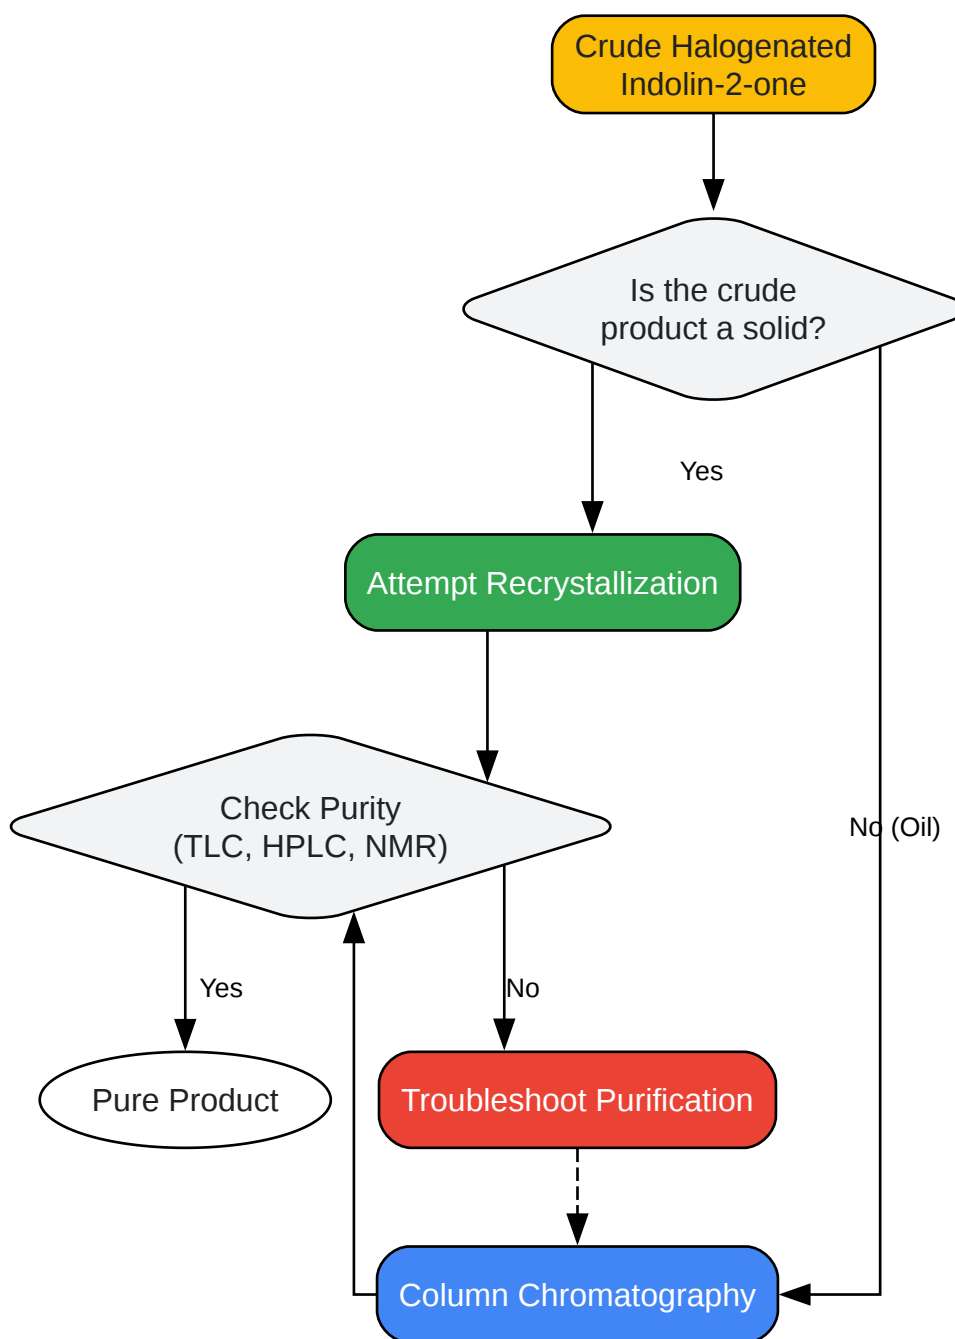 Crude Halogenated
Indolin-2-one
Is the crude
product a solid?
Yes
Attempt Recrystallization
Check Purity
(TLC, HPLC, NMR)
No (Oil)
Yes
No
Pure Product
Troubleshoot Purification
Column Chromatography